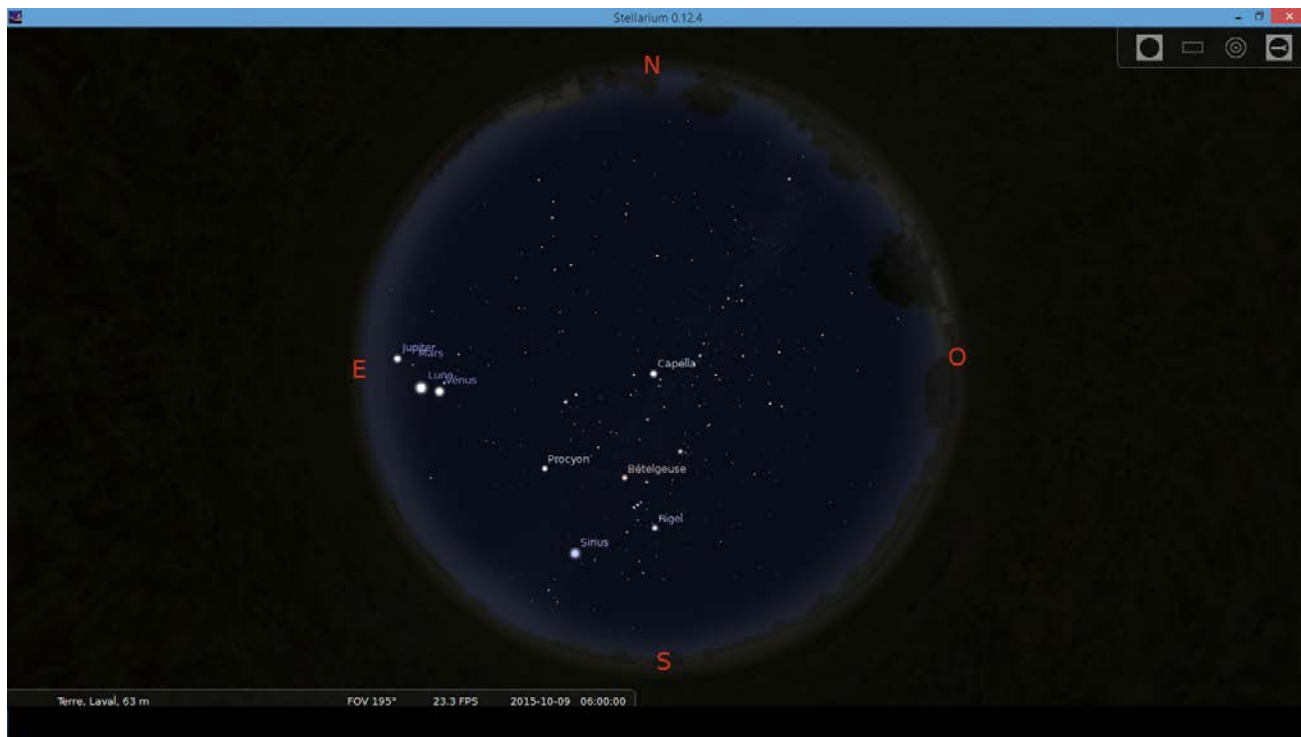 Stellarium 0.12.4
N
Jupiter
Mars
Lune
Vénus
E
O
Capella
Procyon
Bételgeuse
Rigel
Sirius
S
Terre, Laval, 63 m FOV 195° 23.3 FPS 2015-10-09 06:00:00